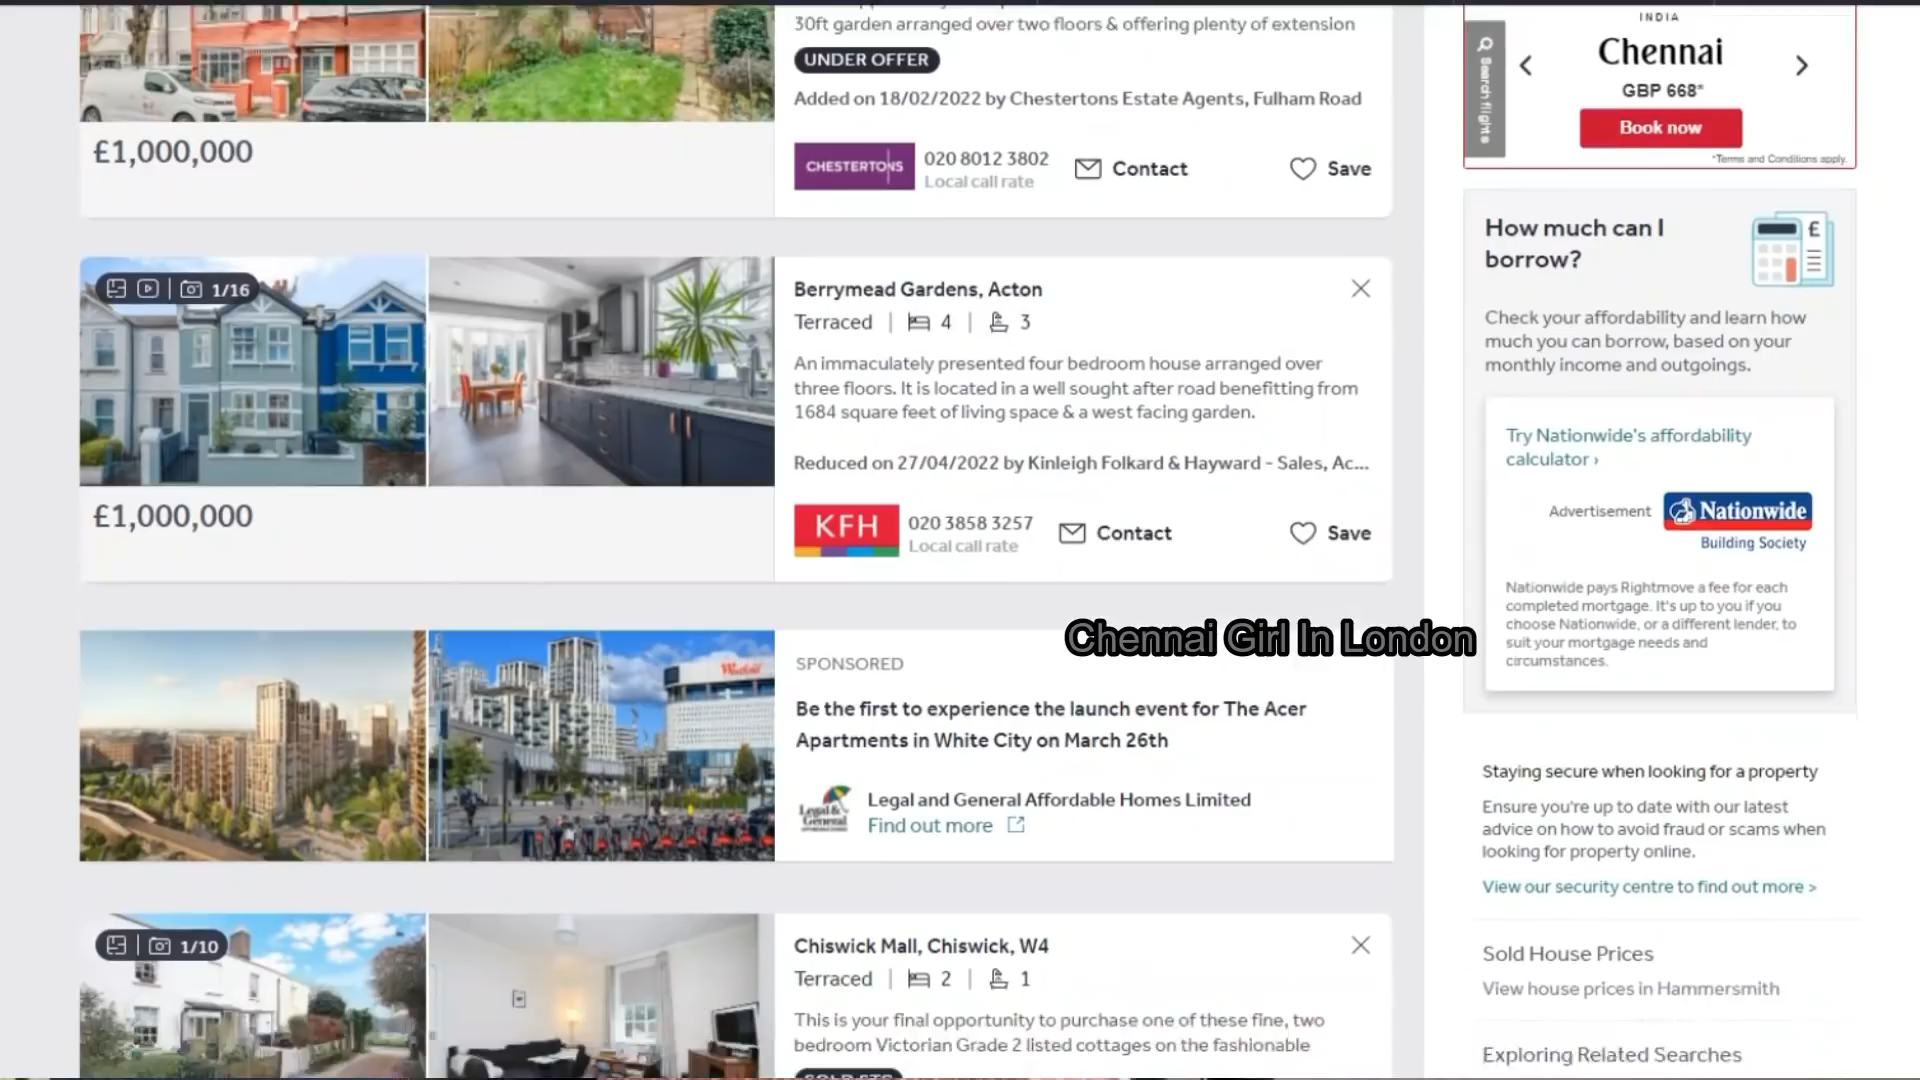 30ft garden arranged over two floors & offering plenty of extension
UNDER OFFER
Added on 18/02/2022 by Chestertons Estate Agents, Fulham Road
£1,000,000
CHESTERTONS
020 8012 3802
Local call rate
Contact
Save
1/16
Berrymead Gardens, Acton
Terraced | 4 | 3
An immaculately presented four bedroom house arranged over
three floors. It is located in a well sought after road benefitting from
1684 square feet of living space & a west facing garden.
Reduced on 27/04/2022 by Kinleigh Folkard & Hayward - Sales, Ac...
£1,000,000
KFH
020 3858 3257
Local call rate
Contact
Save
Chennai Girl In London
SPONSORED
Be the first to experience the launch event for The Acer
Apartments in White City on March 26th
Westfield
Legal &
General
Legal and General Affordable Homes Limited
Find out more
1/10
Chiswick Mall, Chiswick, W4
Terraced | 2 | 1
This is your final opportunity to purchase one of these fine, two
bedroom Victorian Grade 2 listed cottages on the fashionable
SOLD STC
INDIA
Search flights
Chennai
GBP 668*
Book now
*Terms and Conditions apply.
How much can I
borrow?
£
Check your affordability and learn how
much you can borrow, based on your
monthly income and outgoings.
Try Nationwide's affordability
calculator ›
Advertisement
Nationwide
Building Society
Nationwide pays Rightmove a fee for each
completed mortgage. It's up to you if you
choose Nationwide, or a different lender, to
suit your mortgage needs and
circumstances.
Staying secure when looking for a property
Ensure you're up to date with our latest
advice on how to avoid fraud or scams when
looking for property online.
View our security centre to find out more >
Sold House Prices
View house prices in Hammersmith
Exploring Related Searches